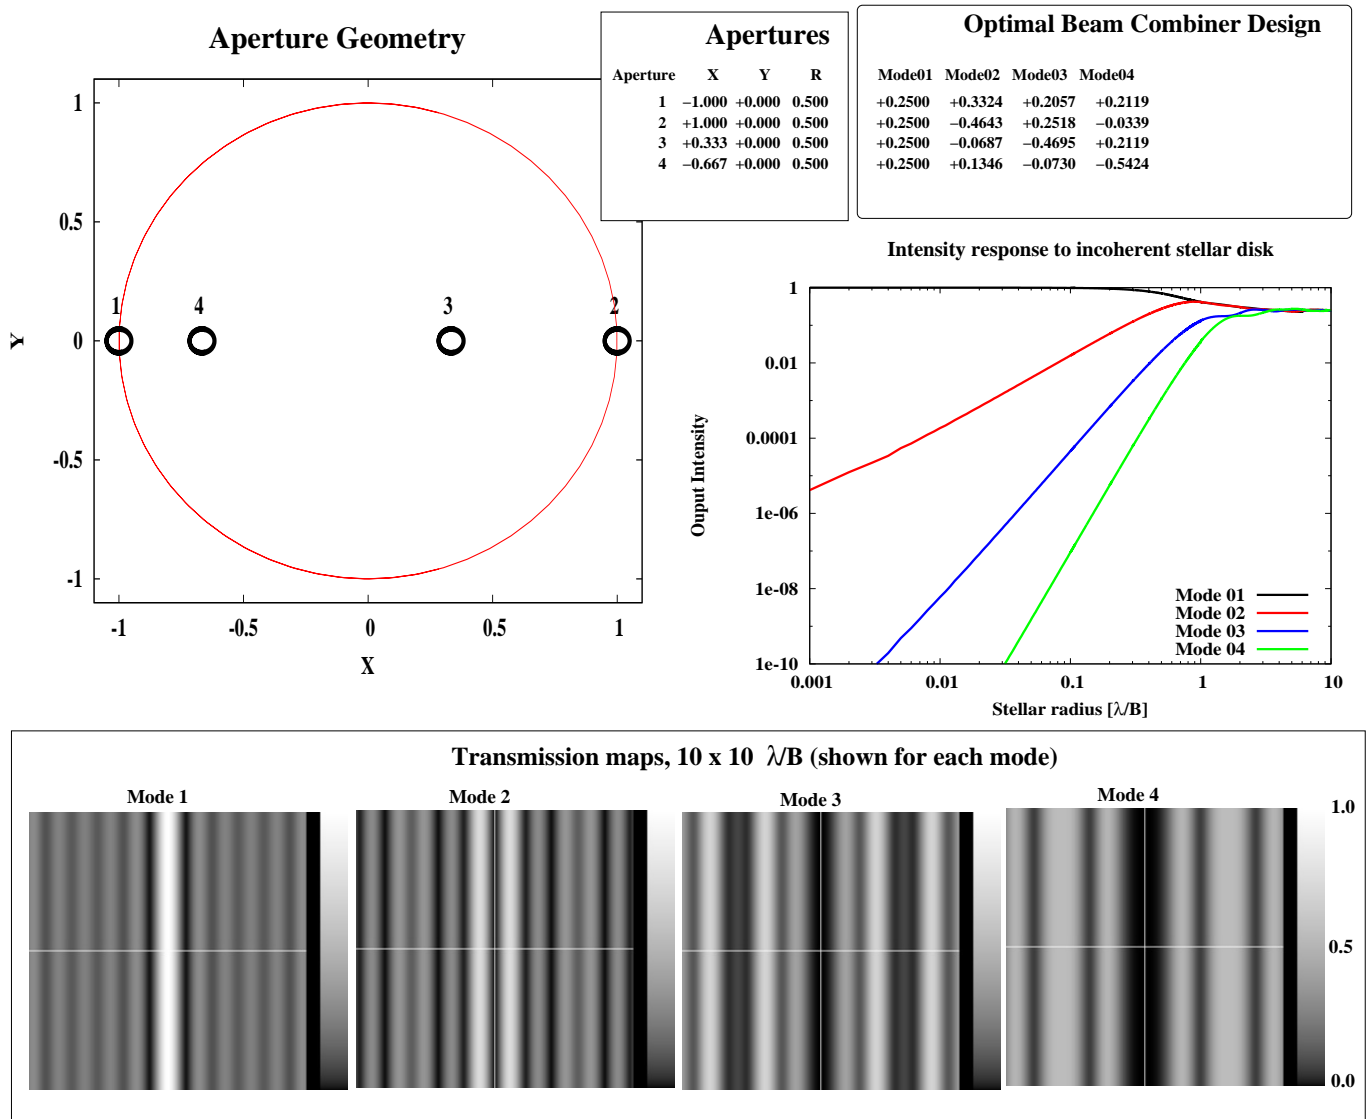 Aperture Geometry
1
0.5
0
-0.5
-1
-1
-0.5
0
0.5
1
X
Y
1
4
3
2
Apertures
Aperture X Y R
1 −1.000 +0.000 0.500
2 +1.000 +0.000 0.500
3 +0.333 +0.000 0.500
4 −0.667 +0.000 0.500
Optimal Beam Combiner Design
Mode01 Mode02 Mode03 Mode04
+0.2500 +0.3324 +0.2057 +0.2119
+0.2500 −0.4643 +0.2518 −0.0339
+0.2500 −0.0687 −0.4695 +0.2119
+0.2500 +0.1346 −0.0730 −0.5424
Intensity response to incoherent stellar disk
1
0.01
0.0001
1e-06
1e-08
1e-10
Ouput Intensity
0.001
0.01
0.1
1
10
Stellar radius [λ/B]
Mode 01
Mode 02
Mode 03
Mode 04
Transmission maps, 10 x 10 λ/B (shown for each mode)
Mode 1
Mode 2
Mode 3
Mode 4
1.0
0.5
0.0